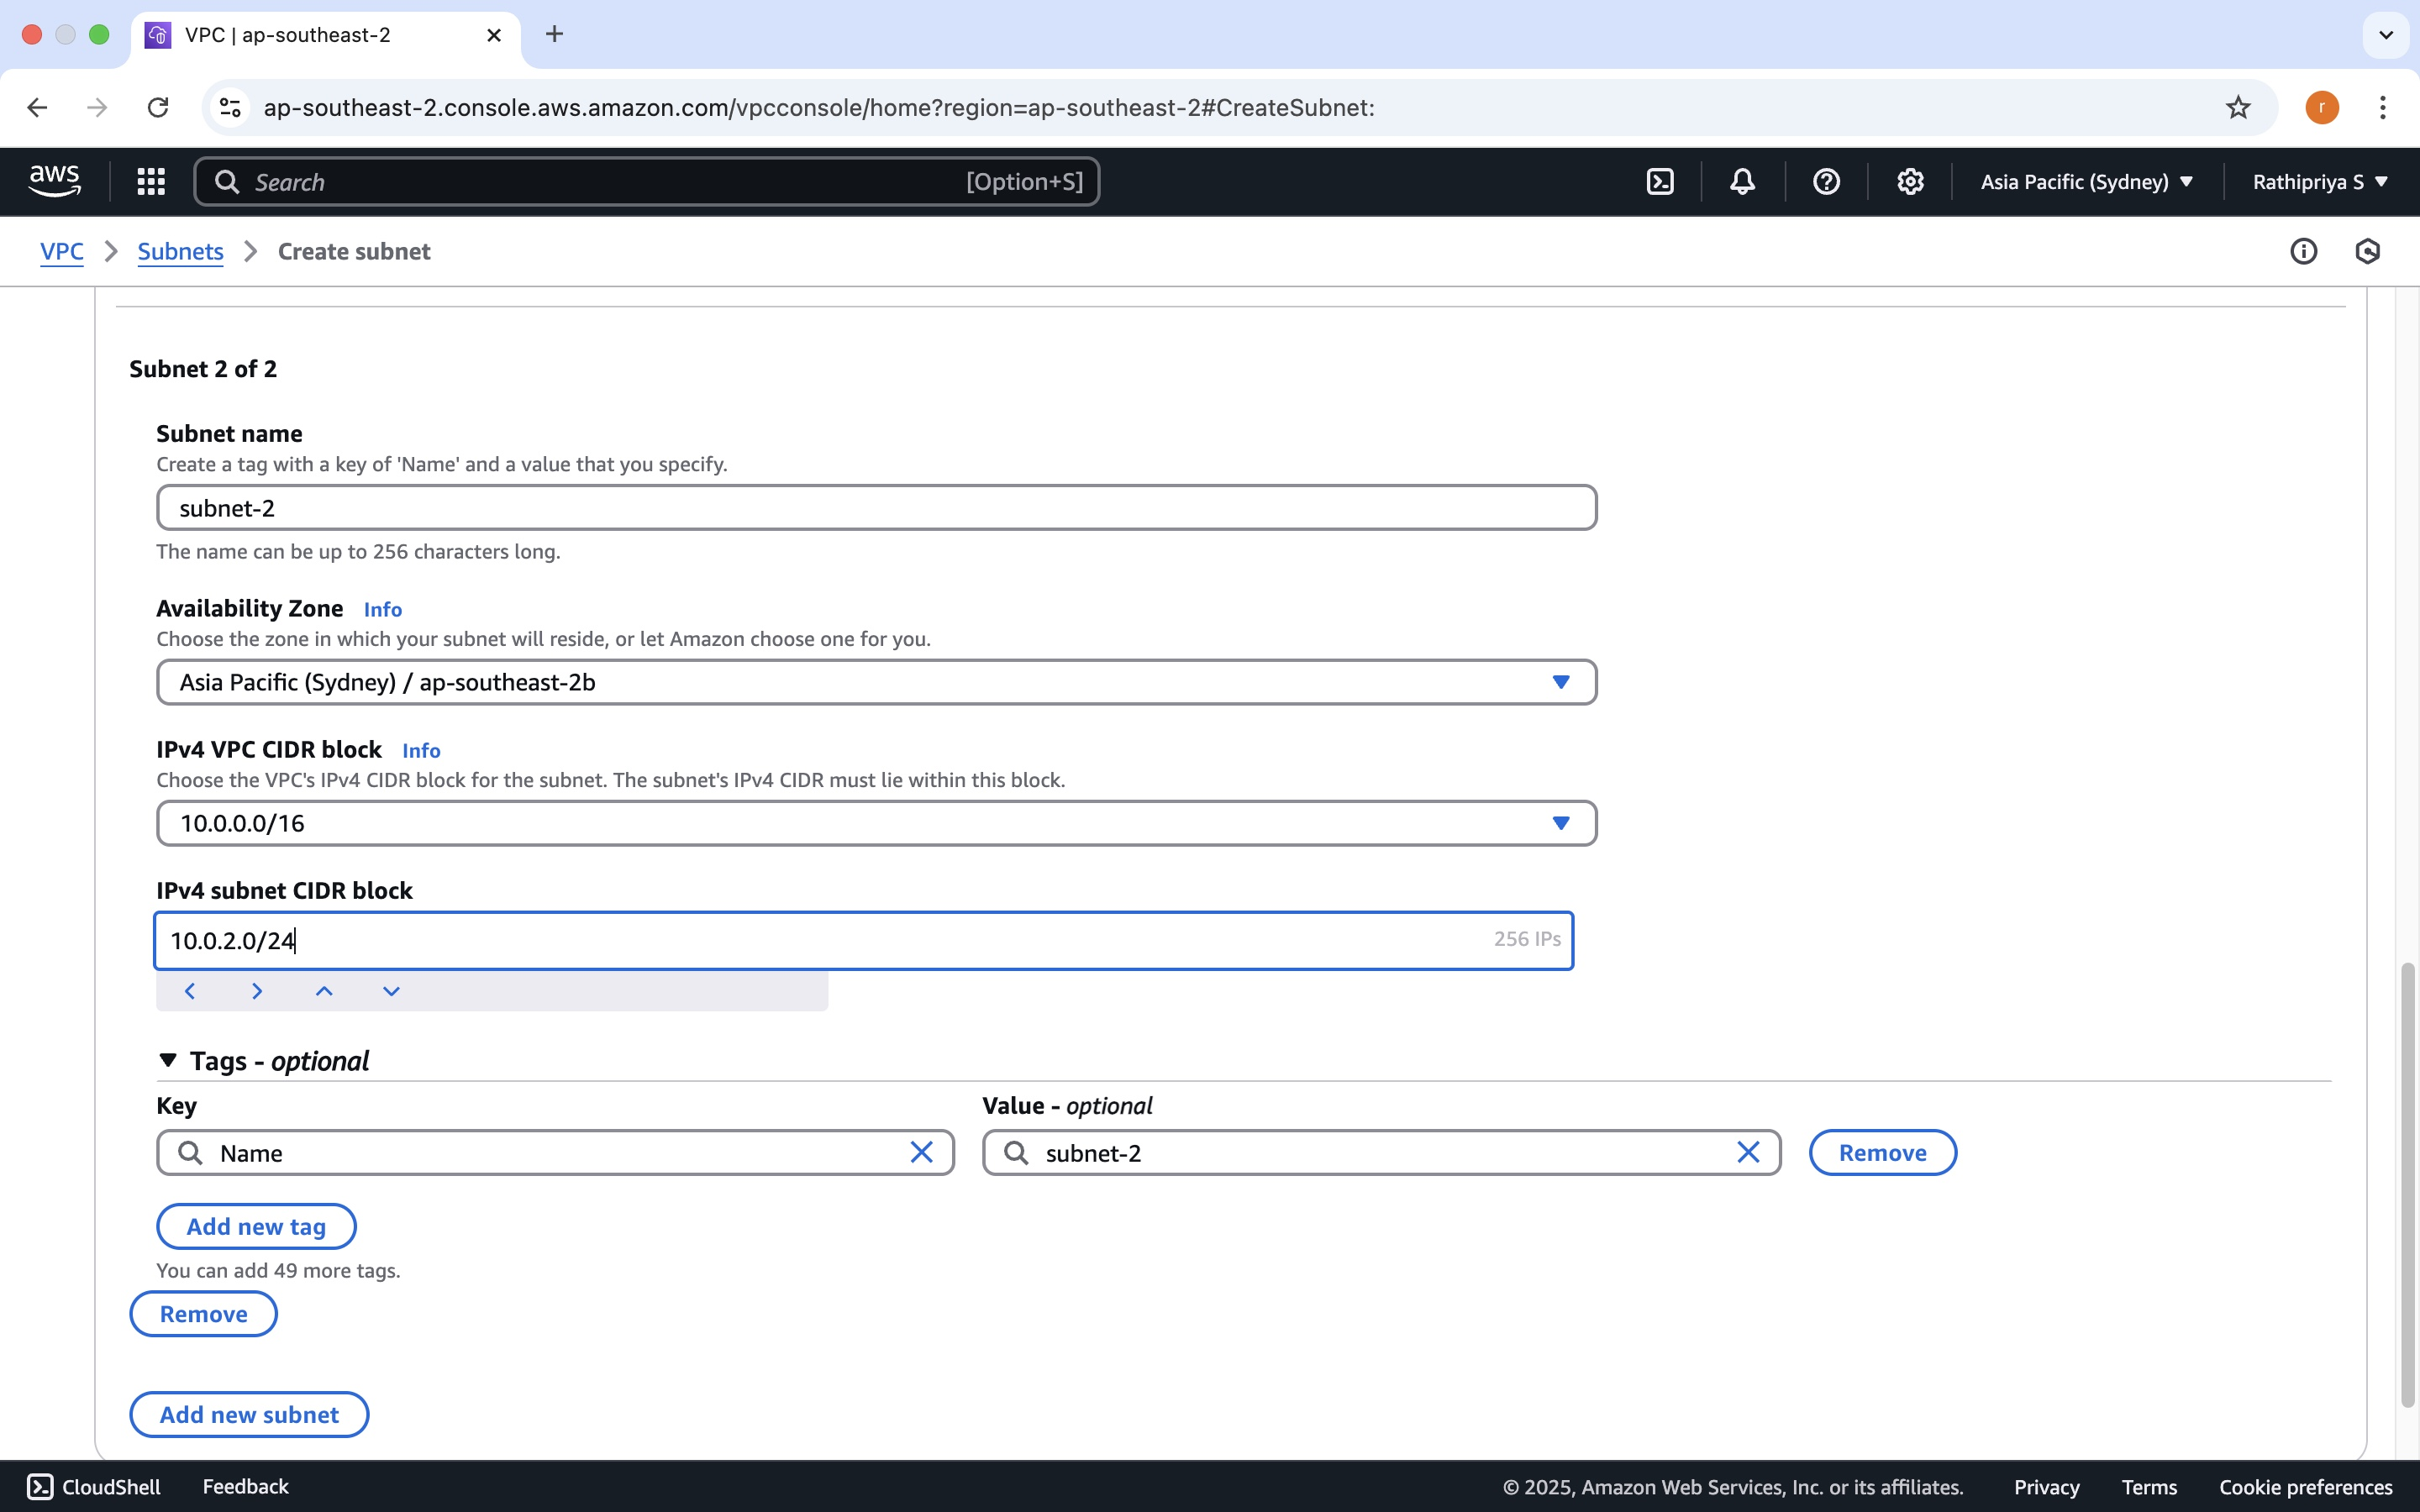 VPC | ap-southeast-2
ap-southeast-2.console.aws.amazon.com/vpcconsole/home?region=ap-southeast-2#CreateSubnet:
r
aws
Search
[Option+S]
Asia Pacific (Sydney)
Rathipriya S
VPC
Subnets
Create subnet
Subnet 2 of 2
Subnet name
Create a tag with a key of 'Name' and a value that you specify.
subnet-2
The name can be up to 256 characters long.
Availability Zone Info
Choose the zone in which your subnet will reside, or let Amazon choose one for you.
Asia Pacific (Sydney) / ap-southeast-2b
IPv4 VPC CIDR block Info
Choose the VPC's IPv4 CIDR block for the subnet. The subnet's IPv4 CIDR must lie within this block.
10.0.0.0/16
IPv4 subnet CIDR block
10.0.2.0/24
256 IPs
Tags - optional
Key
Value - optional
Name
subnet-2
Remove
Add new tag
You can add 49 more tags.
Remove
Add new subnet
CloudShell
Feedback
© 2025, Amazon Web Services, Inc. or its affiliates.
Privacy
Terms
Cookie preferences